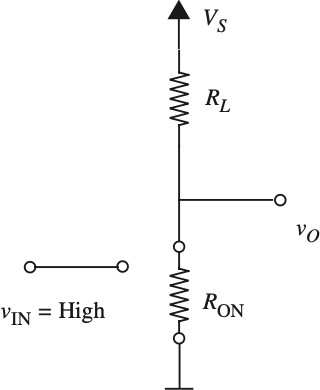 V_S
R_L
v_O
R_ON
v_IN = High